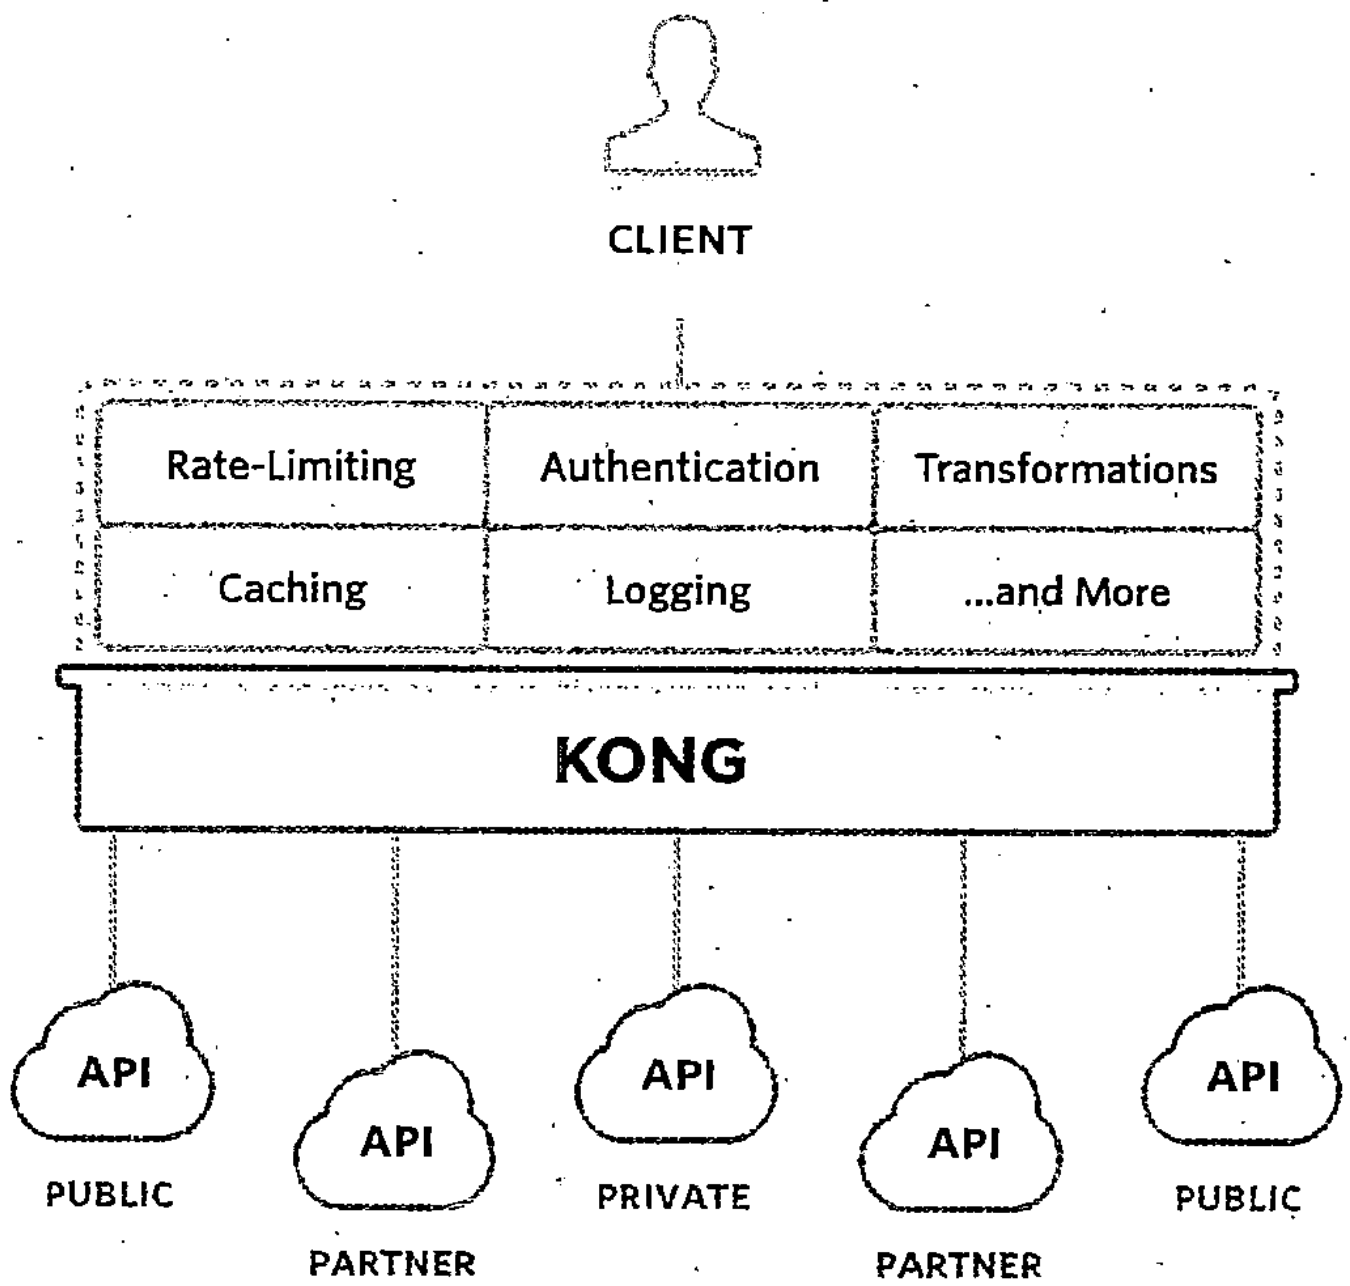 CLIENT
Rate-Limiting Authentication Transformations
Caching Logging ...and More
KONG
API API API API API
PUBLIC PARTNER PRIVATE PARTNER PUBLIC